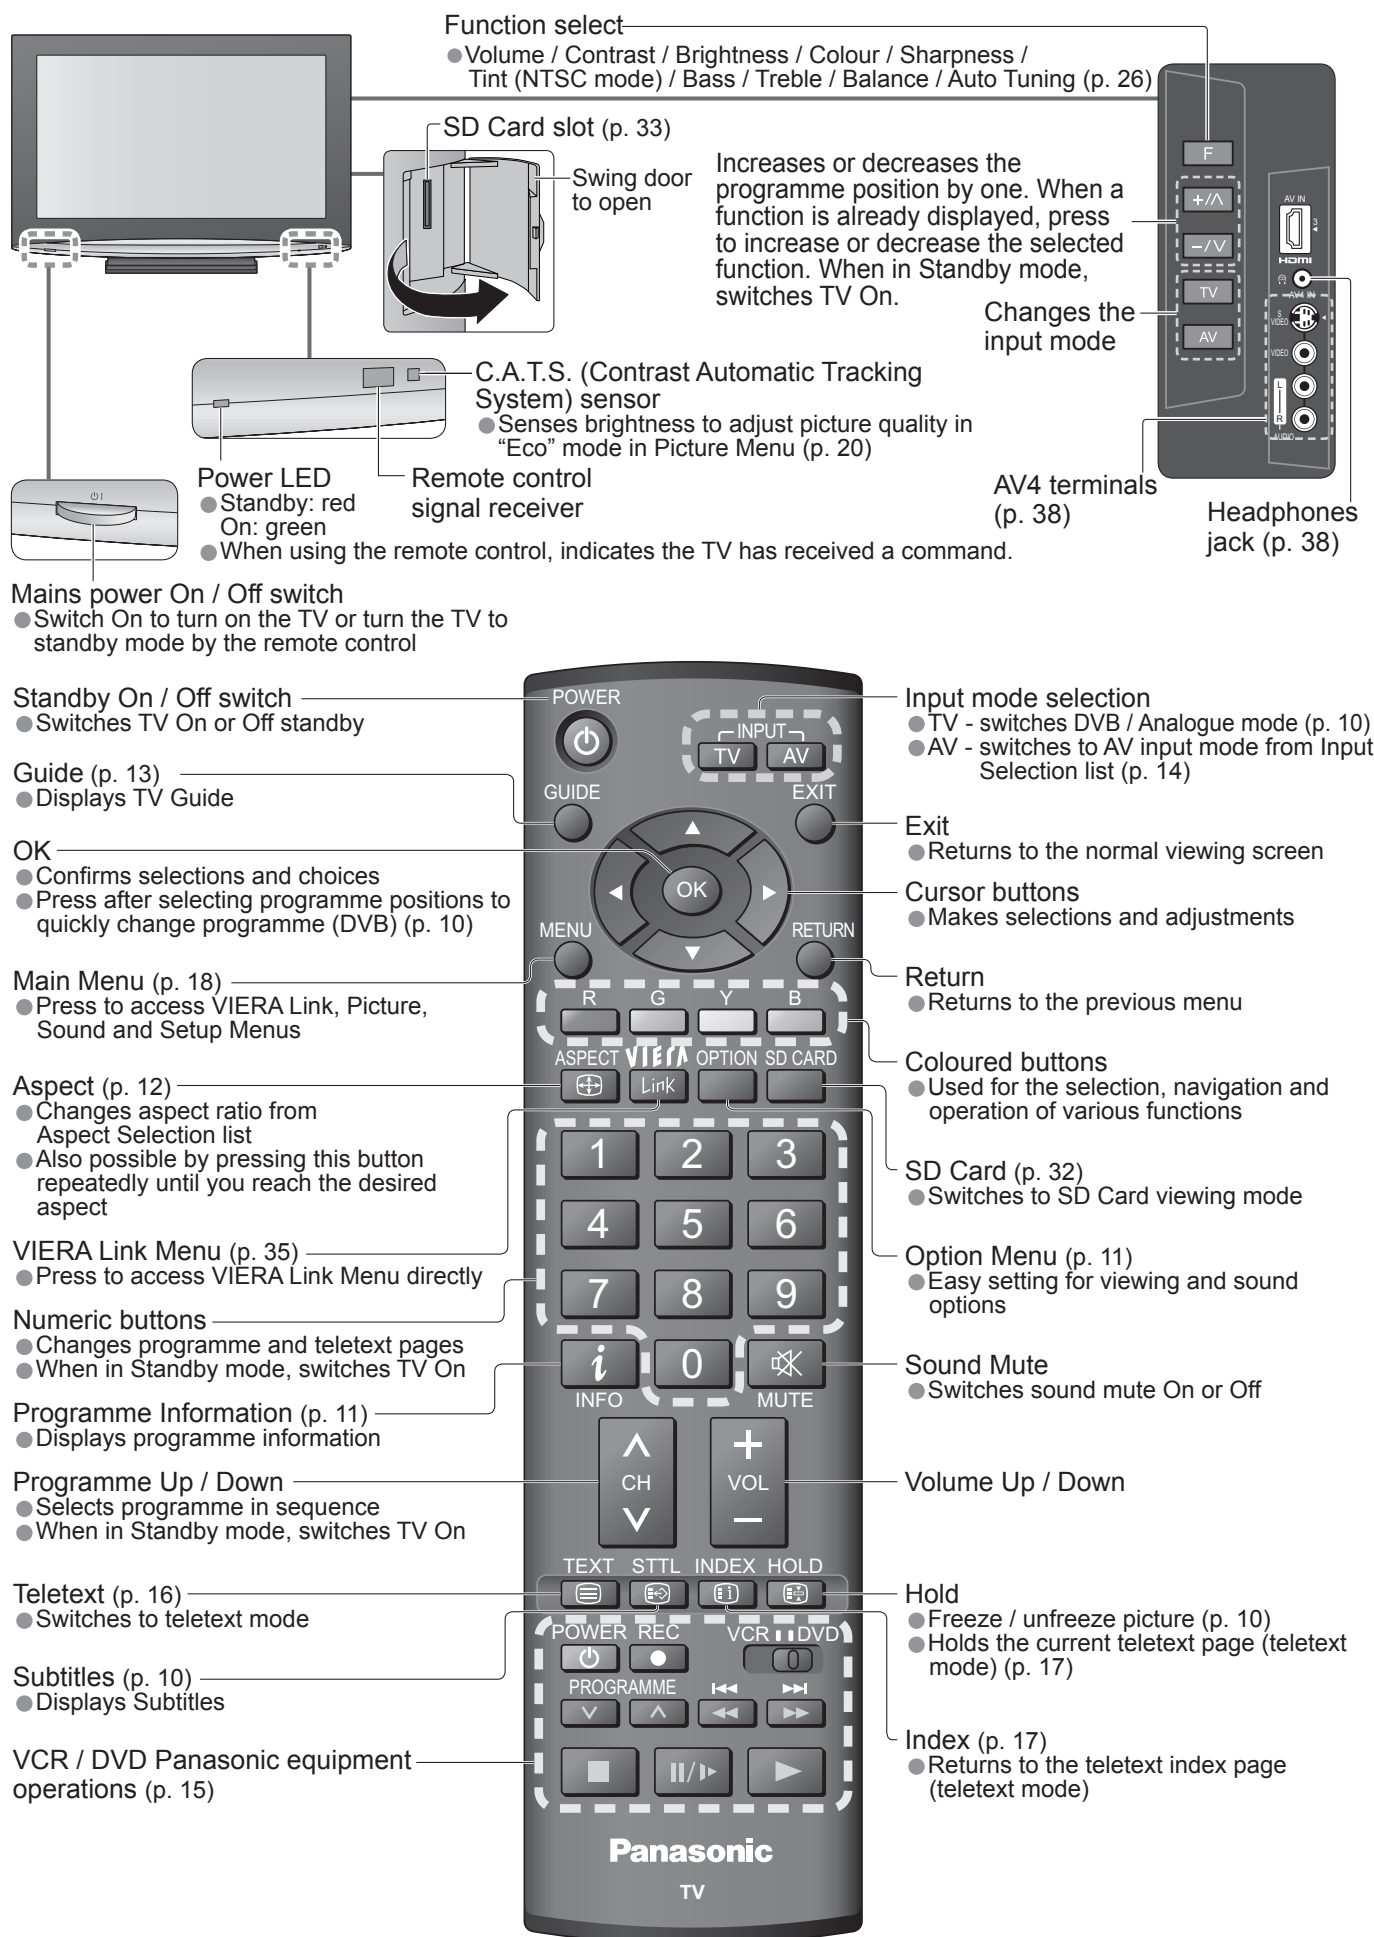 Function select
●Volume / Contrast / Brightness / Colour / Sharpness /
Tint (NTSC mode) / Bass / Treble / Balance / Auto Tuning (p. 26)
SD Card slot (p. 33)
Swing door
to open
Increases or decreases the
programme position by one. When a
function is already displayed, press
to increase or decrease the selected
function. When in Standby mode,
switches TV On.
Changes the
input mode
F
+/∧
−/∨
TV
AV
AV IN
3
HDMI
AV4 IN
S
VIDEO
VIDEO
L
R
AUDIO
C.A.T.S. (Contrast Automatic Tracking
System) sensor
●Senses brightness to adjust picture quality in
“Eco” mode in Picture Menu (p. 20)
Power LED
●Standby: red
On: green
●When using the remote control, indicates the TV has received a command.
Remote control
signal receiver
AV4 terminals
(p. 38)
Headphones
jack (p. 38)
Mains power On / Off switch
●Switch On to turn on the TV or turn the TV to
standby mode by the remote control
Standby On / Off switch
●Switches TV On or Off standby
Guide (p. 13)
●Displays TV Guide
OK
●Confirms selections and choices
●Press after selecting programme positions to
quickly change programme (DVB) (p. 10)
Main Menu (p. 18)
●Press to access VIERA Link, Picture,
Sound and Setup Menus
Aspect (p. 12)
●Changes aspect ratio from
Aspect Selection list
●Also possible by pressing this button
repeatedly until you reach the desired
aspect
VIERA Link Menu (p. 35)
●Press to access VIERA Link Menu directly
Numeric buttons
●Changes programme and teletext pages
●When in Standby mode, switches TV On
Programme Information (p. 11)
●Displays programme information
Programme Up / Down
●Selects programme in sequence
●When in Standby mode, switches TV On
Teletext (p. 16)
●Switches to teletext mode
Subtitles (p. 10)
●Displays Subtitles
VCR / DVD Panasonic equipment
operations (p. 15)
POWER
INPUT
TV AV
GUIDE EXIT
OK
MENU RETURN
R G Y B
ASPECT VIERA OPTION SD CARD
Link
1 2 3
4 5 6
7 8 9
i 0
INFO MUTE
∧ +
CH VOL
∨ −
TEXT STTL INDEX HOLD
POWER REC VCR DVD
PROGRAMME
Panasonic
TV
Input mode selection
●TV - switches DVB / Analogue mode (p. 10)
●AV - switches to AV input mode from Input
Selection list (p. 14)
Exit
●Returns to the normal viewing screen
Cursor buttons
●Makes selections and adjustments
Return
●Returns to the previous menu
Coloured buttons
●Used for the selection, navigation and
operation of various functions
SD Card (p. 32)
●Switches to SD Card viewing mode
Option Menu (p. 11)
●Easy setting for viewing and sound
options
Sound Mute
●Switches sound mute On or Off
Volume Up / Down
Hold
●Freeze / unfreeze picture (p. 10)
●Holds the current teletext page (teletext
mode) (p. 17)
Index (p. 17)
●Returns to the teletext index page
(teletext mode)